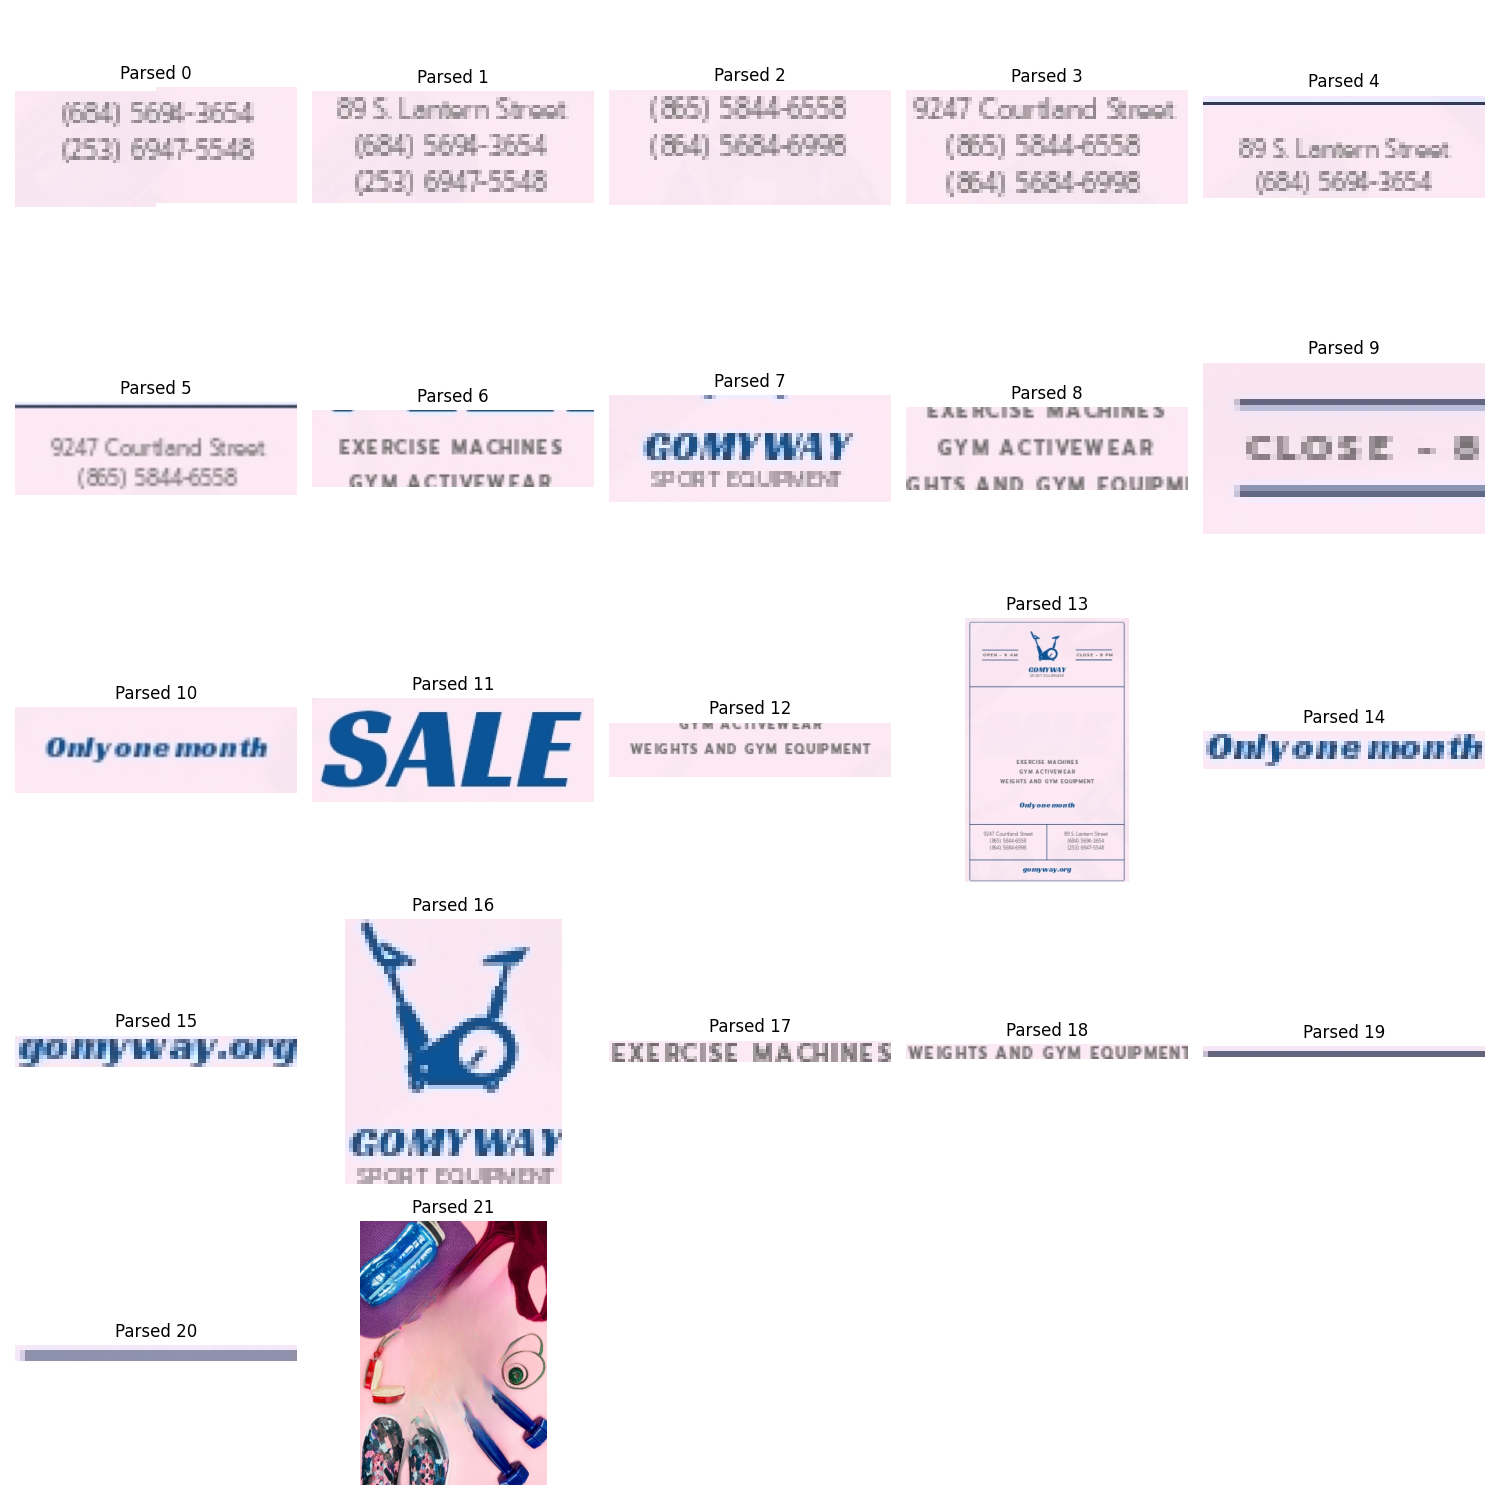 Parsed 0
(684) 5694-3654
(253) 6947-5548
Parsed 1
89 S. Lantern Street
(684) 5694-3654
(253) 6947-5548
Parsed 2
(865) 5844-6558
(864) 5684-6998
Parsed 3
9247 Courtland Street
(865) 5844-6558
(864) 5684-6998
Parsed 4
89 S. Lantern Street
(684) 5694-3654
Parsed 5
9247 Courtland Street
(865) 5844-6558
Parsed 6
EXERCISE MACHINES
GYM ACTIVEWEAR
Parsed 7
GOMYWAY
SPORT EQUIPMENT
Parsed 8
EXERCISE MACHINES
GYM ACTIVEWEAR
GHTS AND GYM EQUIPM
Parsed 9
CLOSE - 8
Parsed 10
Only one month
Parsed 11
SALE
Parsed 12
GYM ACTIVEWEAR
WEIGHTS AND GYM EQUIPMENT
Parsed 13
OPEN - 8 AM
CLOSE - 8 PM
GOMYWAY
SPORT EQUIPMENT
EXERCISE MACHINES
GYM ACTIVEWEAR
WEIGHTS AND GYM EQUIPMENT
Only one month
9247 Courtland Street
(865) 5844-6558
(864) 5684-6998
89 S. Lantern Street
(684) 5694-3654
(253) 6947-5548
gomyway.org
Parsed 14
Only one month
Parsed 15
gomyway.org
Parsed 16
GOMYWAY
SPORT EQUIPMENT
Parsed 17
EXERCISE MACHINES
Parsed 18
WEIGHTS AND GYM EQUIPMENT
Parsed 19
Parsed 20
Parsed 21